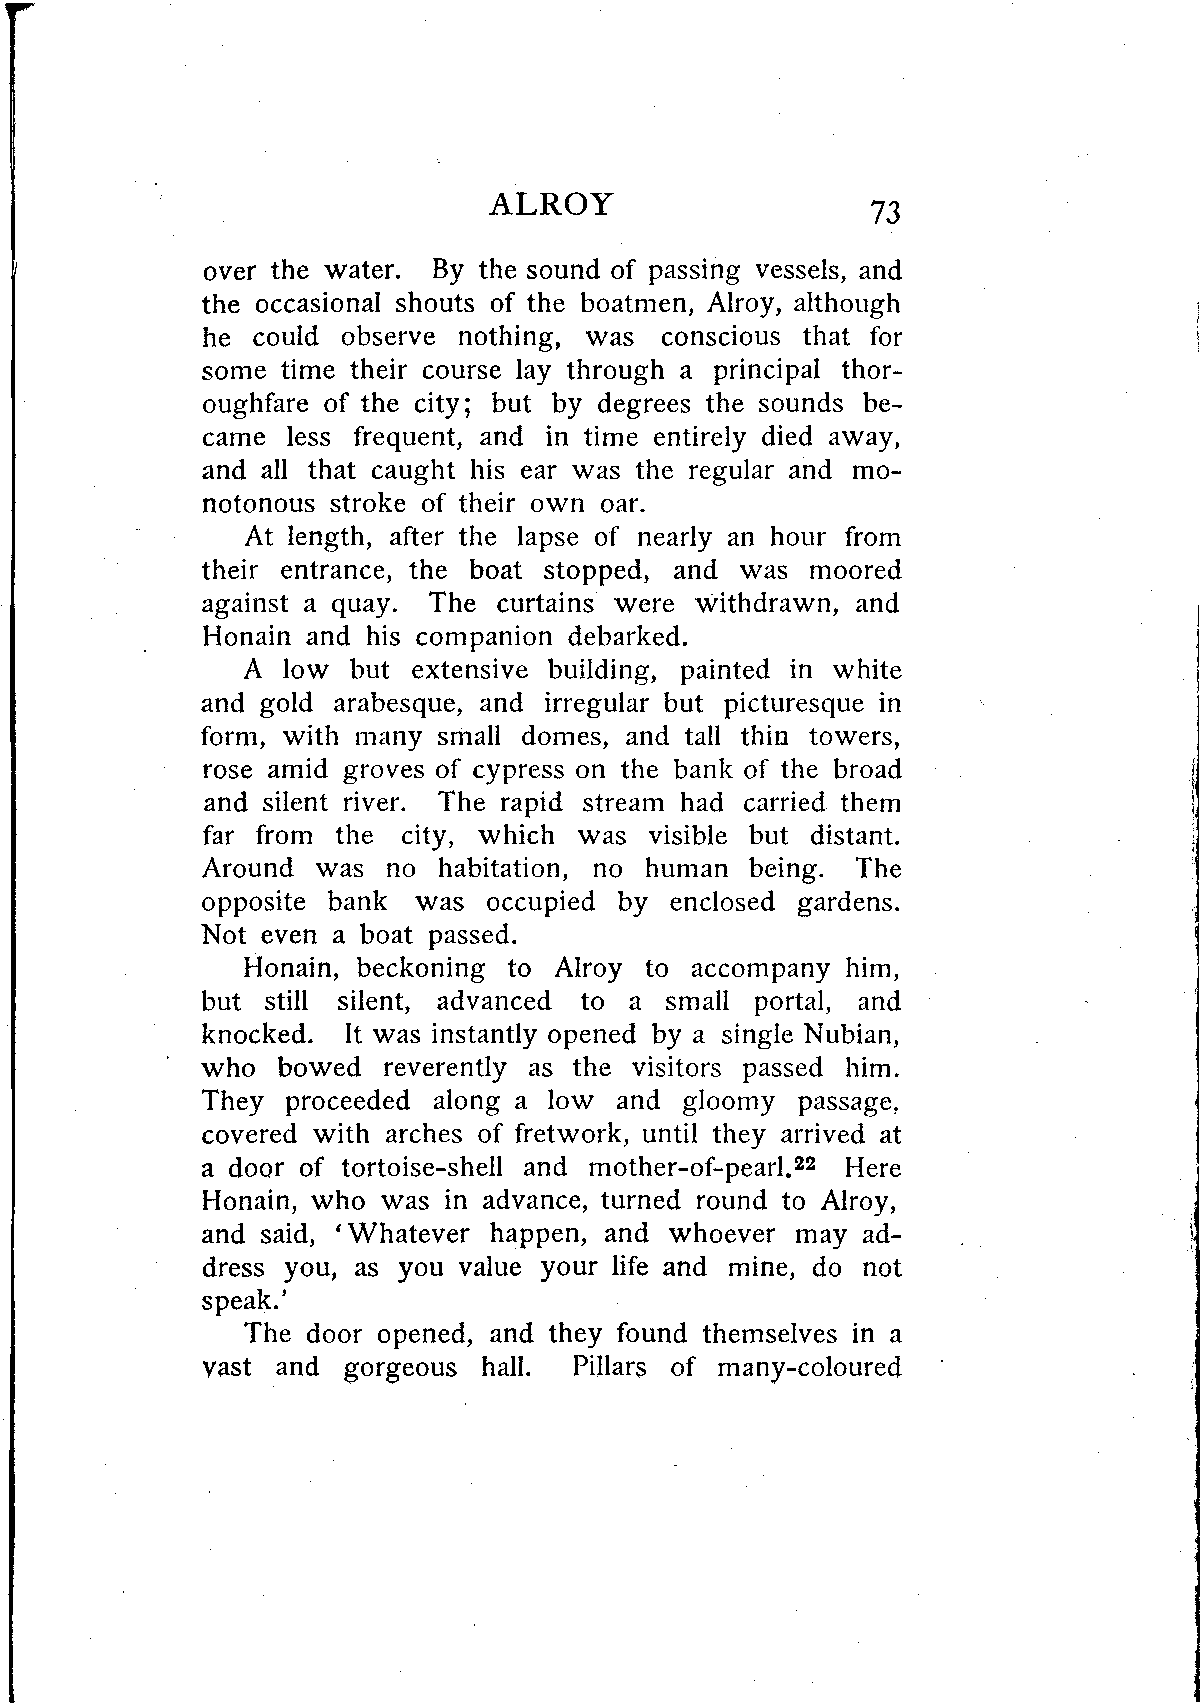 ALROY 73
over the water. By the sound of passing vessels, and
the occasional shouts of the boatmen, Alroy, although
he could observe nothing, was conscious that for
some time their course lay through a principal thor-
oughfare of the city; but by degrees the sounds be-
came less frequent, and in time entirely died away,
and all that caught his ear was the regular and mo-
notonous stroke of their own oar.
At length, after the lapse of nearly an hour from
their entrance, the boat stopped, and was moored
against a quay. The curtains were withdrawn, and
Honain and his companion debarked.
A low but extensive building, painted in white
and gold arabesque, and irregular but picturesque in
form, with many small domes, and tall thin towers,
rose amid groves of cypress on the bank of the broad
and silent river. The rapid stream had carried them
far from the city, which was visible but distant.
Around was no habitation, no human being. The
opposite bank was occupied by enclosed gardens.
Not even a boat passed.
Honain, beckoning to Alroy to accompany him,
but still silent, advanced to a small portal, and
knocked. It was instantly opened by a single Nubian,
who bowed reverently as the visitors passed him.
They proceeded along a low and gloomy passage,
covered with arches of fretwork, until they arrived at
a door of tortoise-shell and mother-of-pearl.²² Here
Honain, who was in advance, turned round to Alroy,
and said, ‘Whatever happen, and whoever may ad-
dress you, as you value your life and mine, do not
speak.’
The door opened, and they found themselves in a
vast and gorgeous hall. Pillars of many-coloured